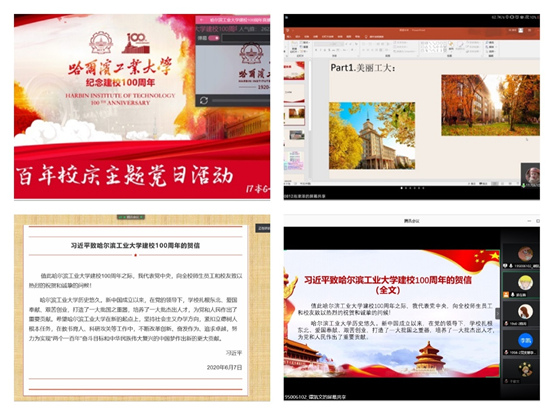 哈尔滨工业大学
纪念建校100周年
HARBIN INSTITUTE OF TECHNOLOGY
100TH ANNIVERSARY
百年校庆主题党日活动
Part1.美丽工大:
习近平致哈尔滨工业大学建校100周年的贺信
值此哈尔滨工业大学建校100周年之际，我代表党中央，向全校师生员工和校友致以
热烈的祝贺和诚挚的问候！
哈尔滨工业大学历史悠久。新中国成立以来，在党的领导下，学校扎根东北、爱国
奉献、艰苦创业，打造了一大批国之重器，培养了一大批杰出人才，为党和人民作出了
重要贡献。希望哈尔滨工业大学在新的起点上，坚持社会主义办学方向，紧扣立德树人
根本任务，在教书育人、科研攻关等工作中，不断改革创新、奋发作为、追求卓越，努
力为实现“两个一百年”奋斗目标和中华民族伟大复兴的中国梦作出新的更大贡献。
习近平
2020年6月7日
腾讯会议
习近平致哈尔滨工业大学建校100周年的贺信
（全文）
值此哈尔滨工业大学建校100周年之际，我代表党中央，向全校师生员工
和校友致以热烈的祝贺和诚挚的问候！
哈尔滨工业大学历史悠久。新中国成立以来，在党的领导下，学校扎根东
北、爱国奉献、艰苦创业，打造了一大批国之重器，培养了一大批杰出人才，
为党和人民作出了重要贡献。